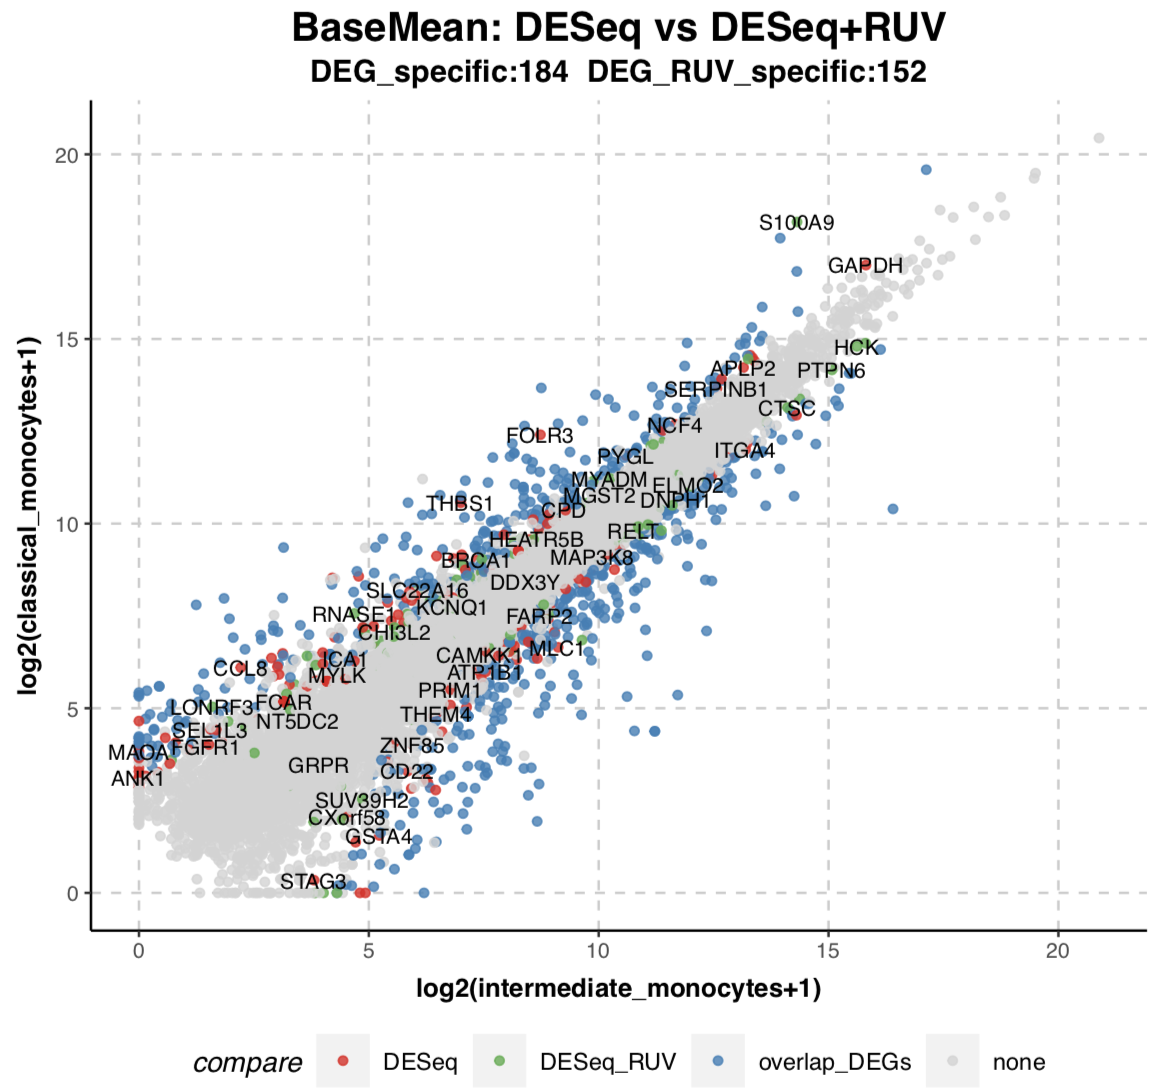 BaseMean: DESeq vs DESeq+RUV
DEG_specific:184 DEG_RUV_specific:152
log2(classical_monocytes+1)
20
15
10
5
0
S100A9
GAPDH
HCK
APLP2
PTPN6
SERPINB1
CTSC
NCF4
FOLR3
ITGA4
PYGL
MYADM
ELMO2
MGST2
DNPH1
THBS1
CPD
RELT
HEATR5B
BRCA1
MAP3K8
DDX3Y
SLC22A16
KCNQ1
RNASE1
FARP2
CHI3L2
MLC1
CAMKK1
ICA1
CCL8
MYLK
ATP1B1
PRIM1
LONRF3
FCAR
THEM4
NT5DC2
SEL1L3
FGFR1
MAOA
ZNF85
GRPR
CD22
ANK1
SUV39H2
CXorf58
GSTA4
STAG3
0 5 10 15 20
log2(intermediate_monocytes+1)
compare DESeq DESeq_RUV overlap_DEGs none